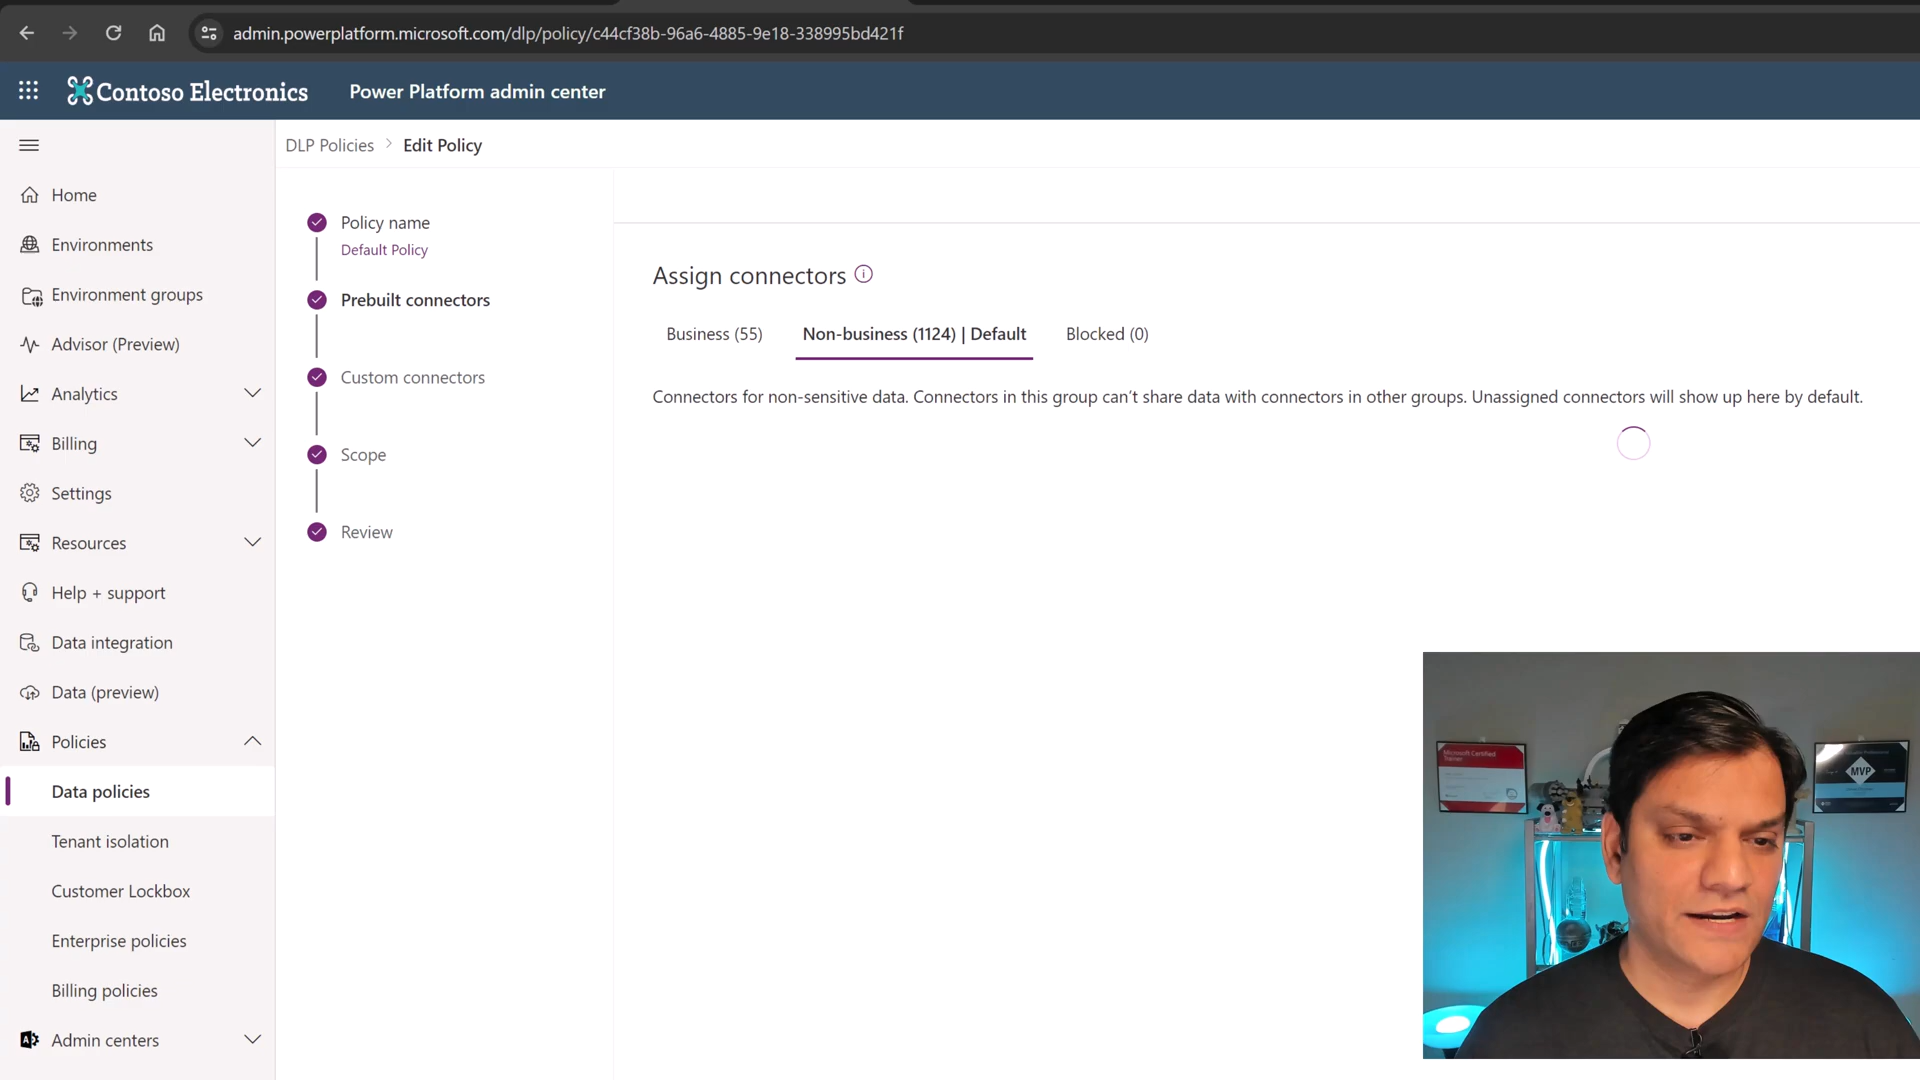 admin.powerplatform.microsoft.com/dlp/policy/c44cf38b-96a6-4885-9e18-338995bd421f
Contoso Electronics
Power Platform admin center
DLP Policies > Edit Policy
Home
Environments
Environment groups
Advisor (Preview)
Analytics
Billing
Settings
Resources
Help + support
Data integration
Data (preview)
Policies
Data policies
Tenant isolation
Customer Lockbox
Enterprise policies
Billing policies
Admin centers
Policy name
Default Policy
Prebuilt connectors
Custom connectors
Scope
Review
Assign connectors
Business (55)
Non-business (1124) | Default
Blocked (0)
Connectors for non-sensitive data. Connectors in this group can't share data with connectors in other groups. Unassigned connectors will show up here by default.
Microsoft Certified
Trainer
MVP